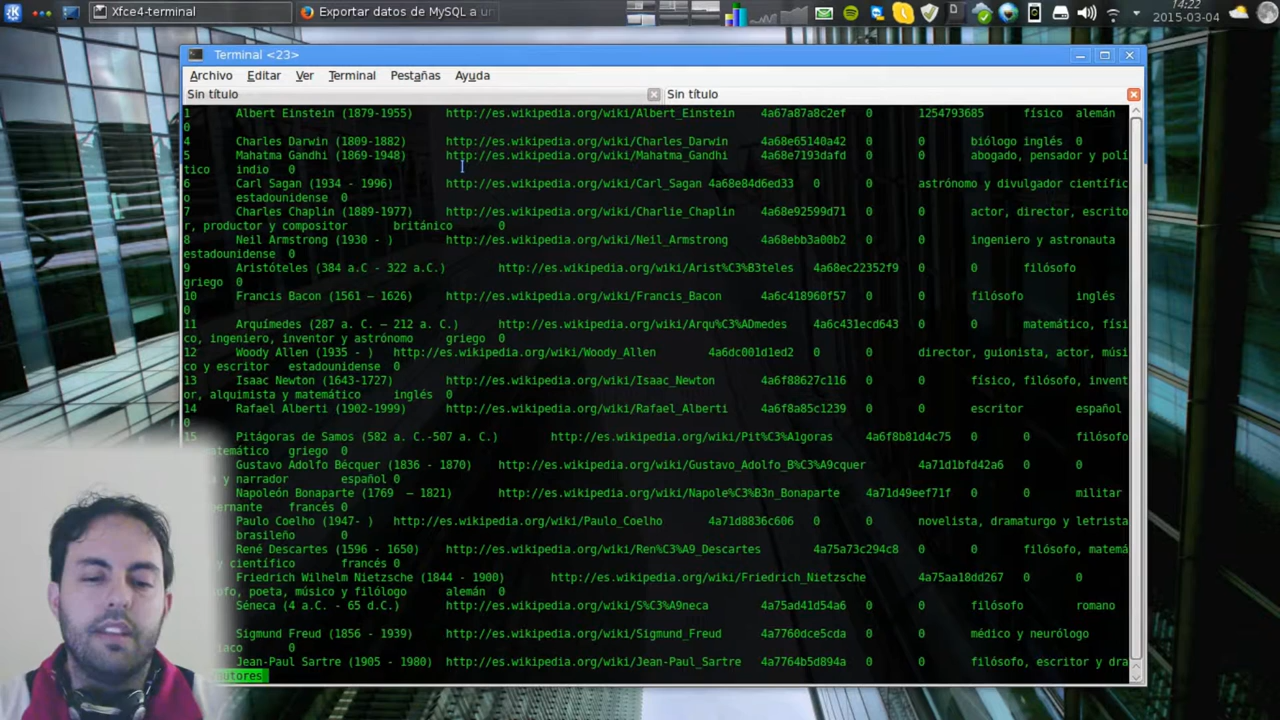 Xfce4-terminal
Exportar datos de MySQL a un
14:22
2015-03-04
Terminal <23>
Archivo Editar Ver Terminal Pestañas Ayuda
Sin título
Sin título
1 Albert Einstein (1879-1955) http://es.wikipedia.org/wiki/Albert_Einstein 4a67a87a8c2ef 0 1254793685 físico alemán
0
4 Charles Darwin (1809-1882) http://es.wikipedia.org/wiki/Charles_Darwin 4a68e65140a42 0 0 biólogo inglés 0
5 Mahatma Gandhi (1869-1948) http://es.wikipedia.org/wiki/Mahatma_Gandhi 4a68e7193dafd 0 0 abogado, pensador y polí
tico indio 0
6 Carl Sagan (1934 - 1996) http://es.wikipedia.org/wiki/Carl_Sagan 4a68e84d6ed33 0 0 astrónomo y divulgador científic
o estadounidense 0
7 Charles Chaplin (1889-1977) http://es.wikipedia.org/wiki/Charlie_Chaplin 4a68e92599d71 0 0 actor, director, escrito
r, productor y compositor británico 0
8 Neil Armstrong (1930 - ) http://es.wikipedia.org/wiki/Neil_Armstrong 4a68ebb3a00b2 0 0 ingeniero y astronauta
estadounidense 0
9 Aristóteles (384 a.C - 322 a.C.) http://es.wikipedia.org/wiki/Arist%C3%B3teles 4a68ec22352f9 0 0 filósofo
griego 0
10 Francis Bacon (1561 – 1626) http://es.wikipedia.org/wiki/Francis_Bacon 4a6c418960f57 0 0 filósofo inglés
0
11 Arquímedes (287 a. C. – 212 a. C.) http://es.wikipedia.org/wiki/Arqu%C3%ADmedes 4a6c431ecd643 0 0 matemático, físi
co, ingeniero, inventor y astrónomo griego 0
12 Woody Allen (1935 - ) http://es.wikipedia.org/wiki/Woody_Allen 4a6dc001d1ed2 0 0 director, guionista, actor, músi
co y escritor estadounidense 0
13 Isaac Newton (1643-1727) http://es.wikipedia.org/wiki/Isaac_Newton 4a6f88627c116 0 0 físico, filósofo, invent
or, alquimista y matemático inglés 0
14 Rafael Alberti (1902-1999) http://es.wikipedia.org/wiki/Rafael_Alberti 4a6f8a85c1239 0 0 escritor español
0
15 Pitágoras de Samos (582 a. C.-507 a. C.) http://es.wikipedia.org/wiki/Pit%C3%A1goras 4a6f8b81d4c75 0 0 filósofo
temático griego 0
Gustavo Adolfo Bécquer (1836 - 1870) http://es.wikipedia.org/wiki/Gustavo_Adolfo_B%C3%A9cquer 4a71d1bfd42a6 0 0
y narrador español 0
Napoleón Bonaparte (1769 – 1821) http://es.wikipedia.org/wiki/Napole%C3%B3n_Bonaparte 4a71d49eef71f 0 0 militar
bernante francés 0
Paulo Coelho (1947- ) http://es.wikipedia.org/wiki/Paulo_Coelho 4a71d8836c606 0 0 novelista, dramaturgo y letrista
brasileño 0
René Descartes (1596 - 1650) http://es.wikipedia.org/wiki/Ren%C3%A9_Descartes 4a75a73c294c8 0 0 filósofo, matemá
y científico francés 0
Friedrich Wilhelm Nietzsche (1844 - 1900) http://es.wikipedia.org/wiki/Friedrich_Nietzsche 4a75aa18dd267 0 0
ofo, poeta, músico y filólogo alemán 0
Séneca (4 a.C. - 65 d.C.) http://es.wikipedia.org/wiki/S%C3%A9neca 4a75ad41d54a6 0 0 filósofo romano
Sigmund Freud (1856 - 1939) http://es.wikipedia.org/wiki/Sigmund_Freud 4a7760dce5cda 0 0 médico y neurólogo
iaco 0
Jean-Paul Sartre (1905 - 1980) http://es.wikipedia.org/wiki/Jean-Paul_Sartre 4a7764b5d894a 0 0 filósofo, escritor y dra
utores